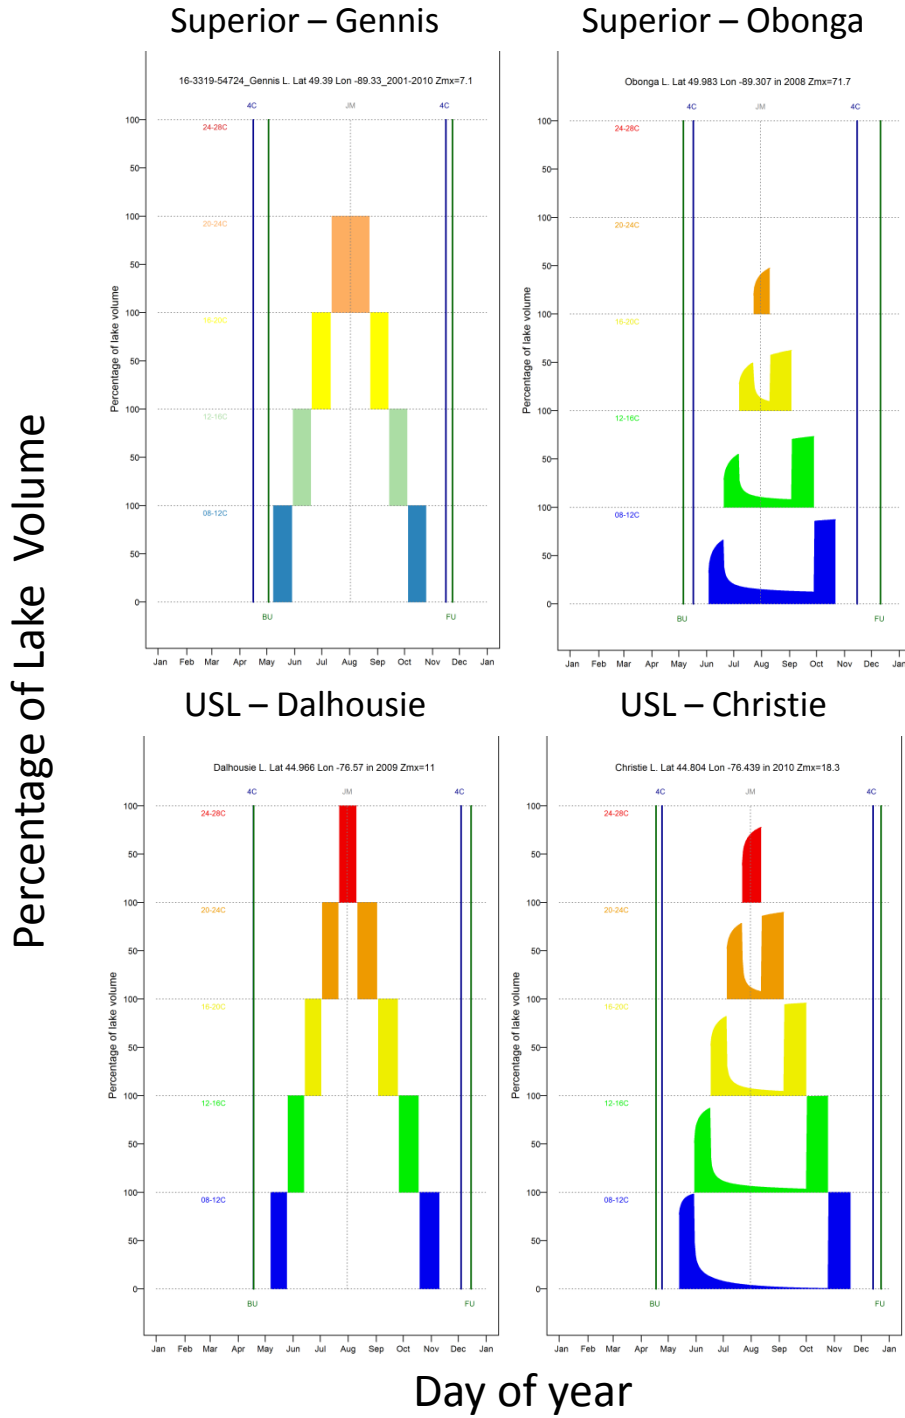 Superior – Gennis
16-3319-54724_Gennis L. Lat 49.39 Lon -89.33_2001-2010 Zmx=7.1
4C JM 4C
100
24-28C
50
100
20-24C
50
100
16-20C
50
100
12-16C
50
100
08-12C
50
0
BU FU
Jan Feb Mar Apr May Jun Jul Aug Sep Oct Nov Dec Jan
Percentage of lake volume
Superior – Obonga
Obonga L. Lat 49.983 Lon -89.307 in 2008 Zmx=71.7
4C JM 4C
100
24-28C
50
100
20-24C
50
100
16-20C
50
100
12-16C
50
100
08-12C
50
0
BU FU
Jan Feb Mar Apr May Jun Jul Aug Sep Oct Nov Dec Jan
Percentage of lake volume
USL – Dalhousie
Dalhousie L. Lat 44.966 Lon -76.57 in 2009 Zmx=11
4C JM 4C
100
24-28C
50
100
20-24C
50
100
16-20C
50
100
12-16C
50
100
08-12C
50
0
BU FU
Jan Feb Mar Apr May Jun Jul Aug Sep Oct Nov Dec Jan
Percentage of lake volume
USL – Christie
Christie L. Lat 44.804 Lon -76.439 in 2010 Zmx=18.3
4C JM 4C
100
24-28C
50
100
20-24C
50
100
16-20C
50
100
12-16C
50
100
08-12C
50
0
BU FU
Jan Feb Mar Apr May Jun Jul Aug Sep Oct Nov Dec Jan
Percentage of lake volume
Percentage of Lake Volume
Day of year